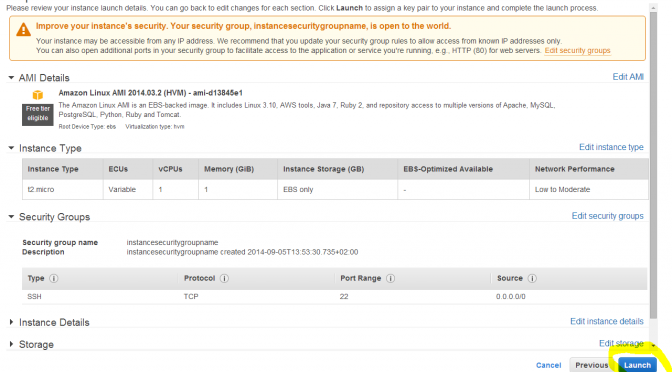 Please review your instance launch details. You can go back to edit changes for each section. Click Launch to assign a key pair to your instance and complete the launch process.
Improve your instance's security. Your security group, instancesecuritygroupname, is open to the world.
Your instance may be accessible from any IP address. We recommend that you update your security group rules to allow access from known IP addresses only.
You can also open additional ports in your security group to facilitate access to the application or service you're running, e.g., HTTP (80) for web servers. Edit security groups
AMI Details Edit AMI
Amazon Linux AMI 2014.03.2 (HVM) - ami-d13845e1
Free tier eligible
The Amazon Linux AMI is an EBS-backed image. It includes Linux 3.10, AWS tools, Java 7, Ruby 2, and repository access to multiple versions of Apache, MySQL,
PostgreSQL, Python, Ruby and Tomcat.
Root Device Type: ebs Virtualization type: hvm
Instance Type Edit instance type
Instance Type ECUs vCPUs Memory (GiB) Instance Storage (GB) EBS-Optimized Available Network Performance
t2.micro Variable 1 1 EBS only - Low to Moderate
Security Groups Edit security groups
Security group name instancesecuritygroupname
Description instancesecuritygroupname created 2014-09-05T13:53:30.735+02:00
Type Protocol Port Range Source
SSH TCP 22 0.0.0.0/0
Instance Details Edit instance details
Storage Edit storage
Cancel Previous Launch